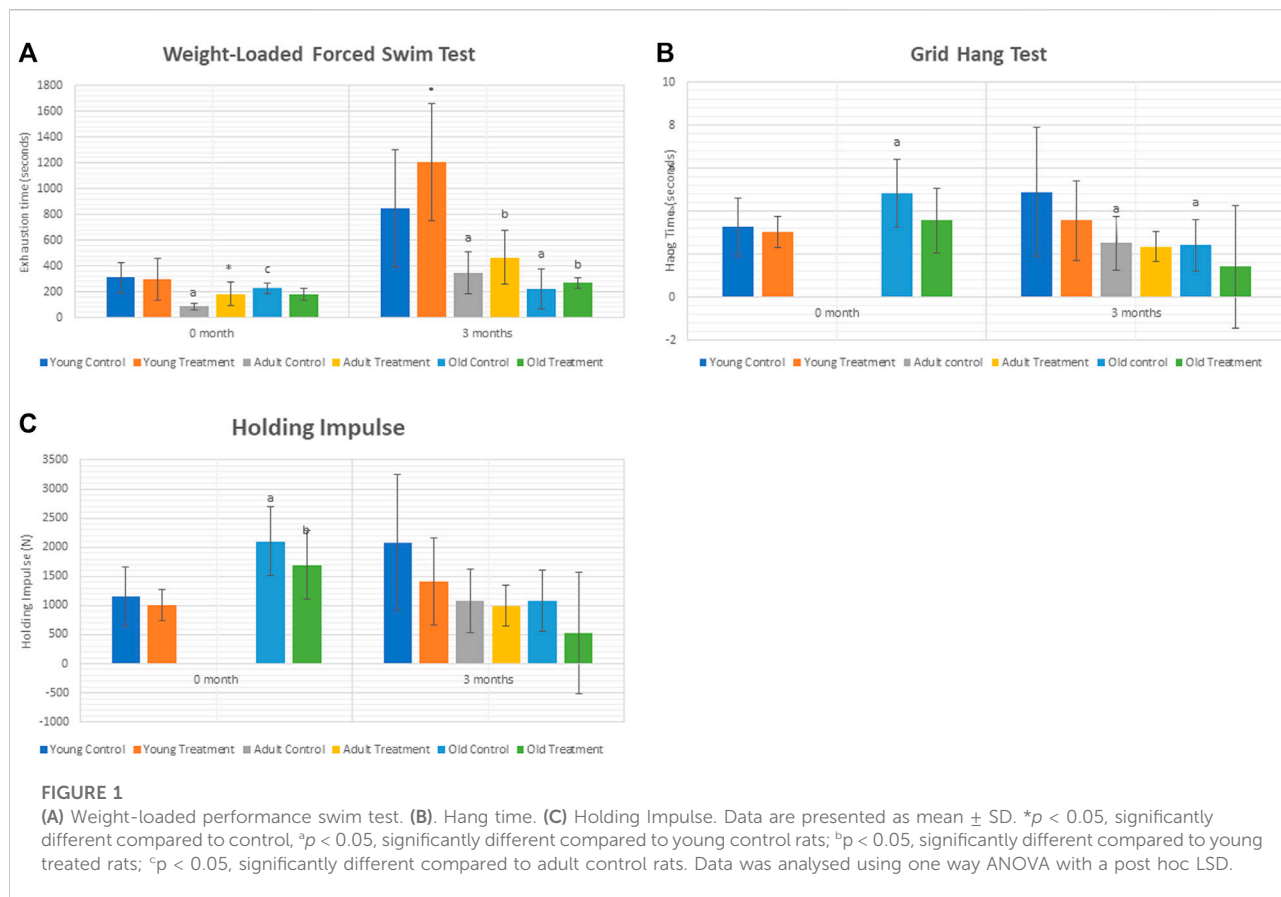 A
Weight-Loaded Forced Swim Test
Exhaustion time (seconds)
1800
1600
1400
1200
1000
800
600
400
200
0
a
*
c
*
a
b
a
b
0 month
3 months
Young Control Young Treatment Adult Control Adult Treatment Old Control Old Treatment
B
Grid Hang Test
Hang Time (seconds)
10
8
6
4
2
0
-2
a
a
a
0 month
3 months
Young Control Young Treatment Adult control Adult Treatment Old control Old Treatment
C
Holding Impulse
Holding Impulse (N)
3500
3000
2500
2000
1500
1000
500
0
-500
-1000
a
b
0 month
3 months
Young Control Young Treatment Adult Control Adult Treatment Old Control Old Treatment
FIGURE 1
(A) Weight-loaded performance swim test. (B). Hang time. (C) Holding Impulse. Data are presented as mean ± SD. *p < 0.05, significantly
different compared to control, ᵃp < 0.05, significantly different compared to young control rats; ᵇp < 0.05, significantly different compared to young
treated rats; ᶜp < 0.05, significantly different compared to adult control rats. Data was analysed using one way ANOVA with a post hoc LSD.